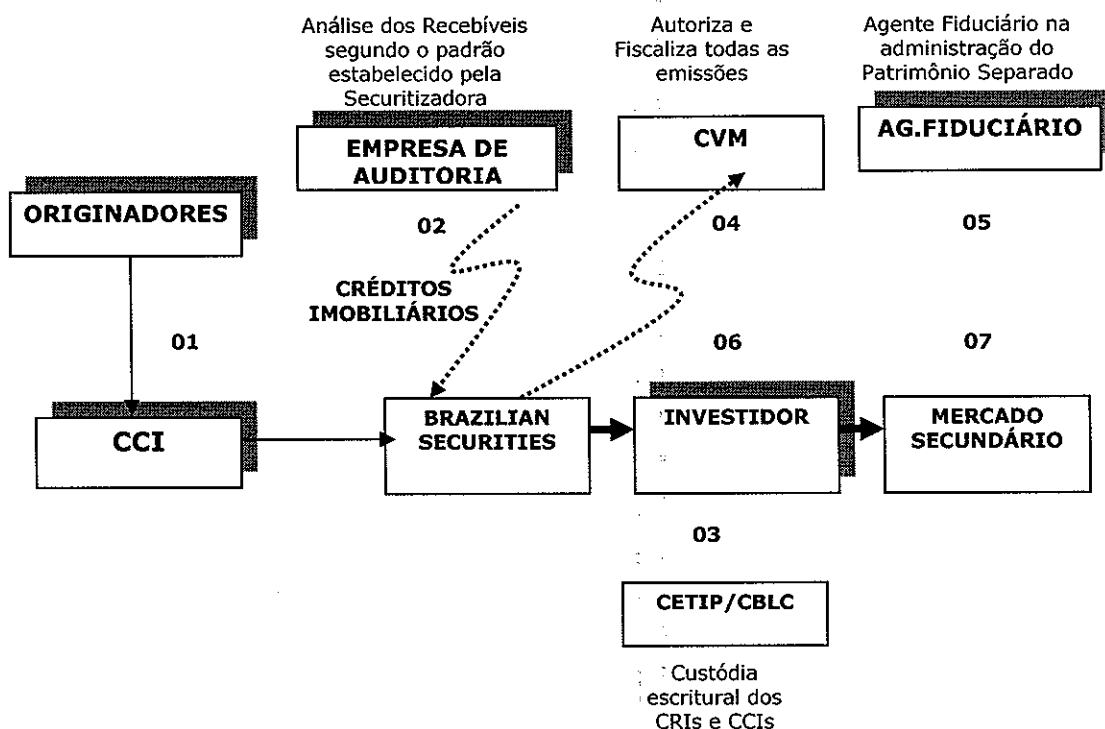 Análise dos Recebíveis
segundo o padrão
estabelecido pela
Securitizadora
Autoriza e
Fiscaliza todas as
emissões
Agente Fiduciário na
administração do
Patrimônio Separado
EMPRESA DE
AUDITORIA
CVM
AG.FIDUCIÁRIO
ORIGINADORES
02
04
05
CRÉDITOS
IMOBILIÁRIOS
01
06
07
CCI
BRAZILIAN
SECURITIES
INVESTIDOR
MERCADO
SECUNDÁRIO
03
CETIP/CBLC
Custódia
escritural dos
CRIs e CCIs